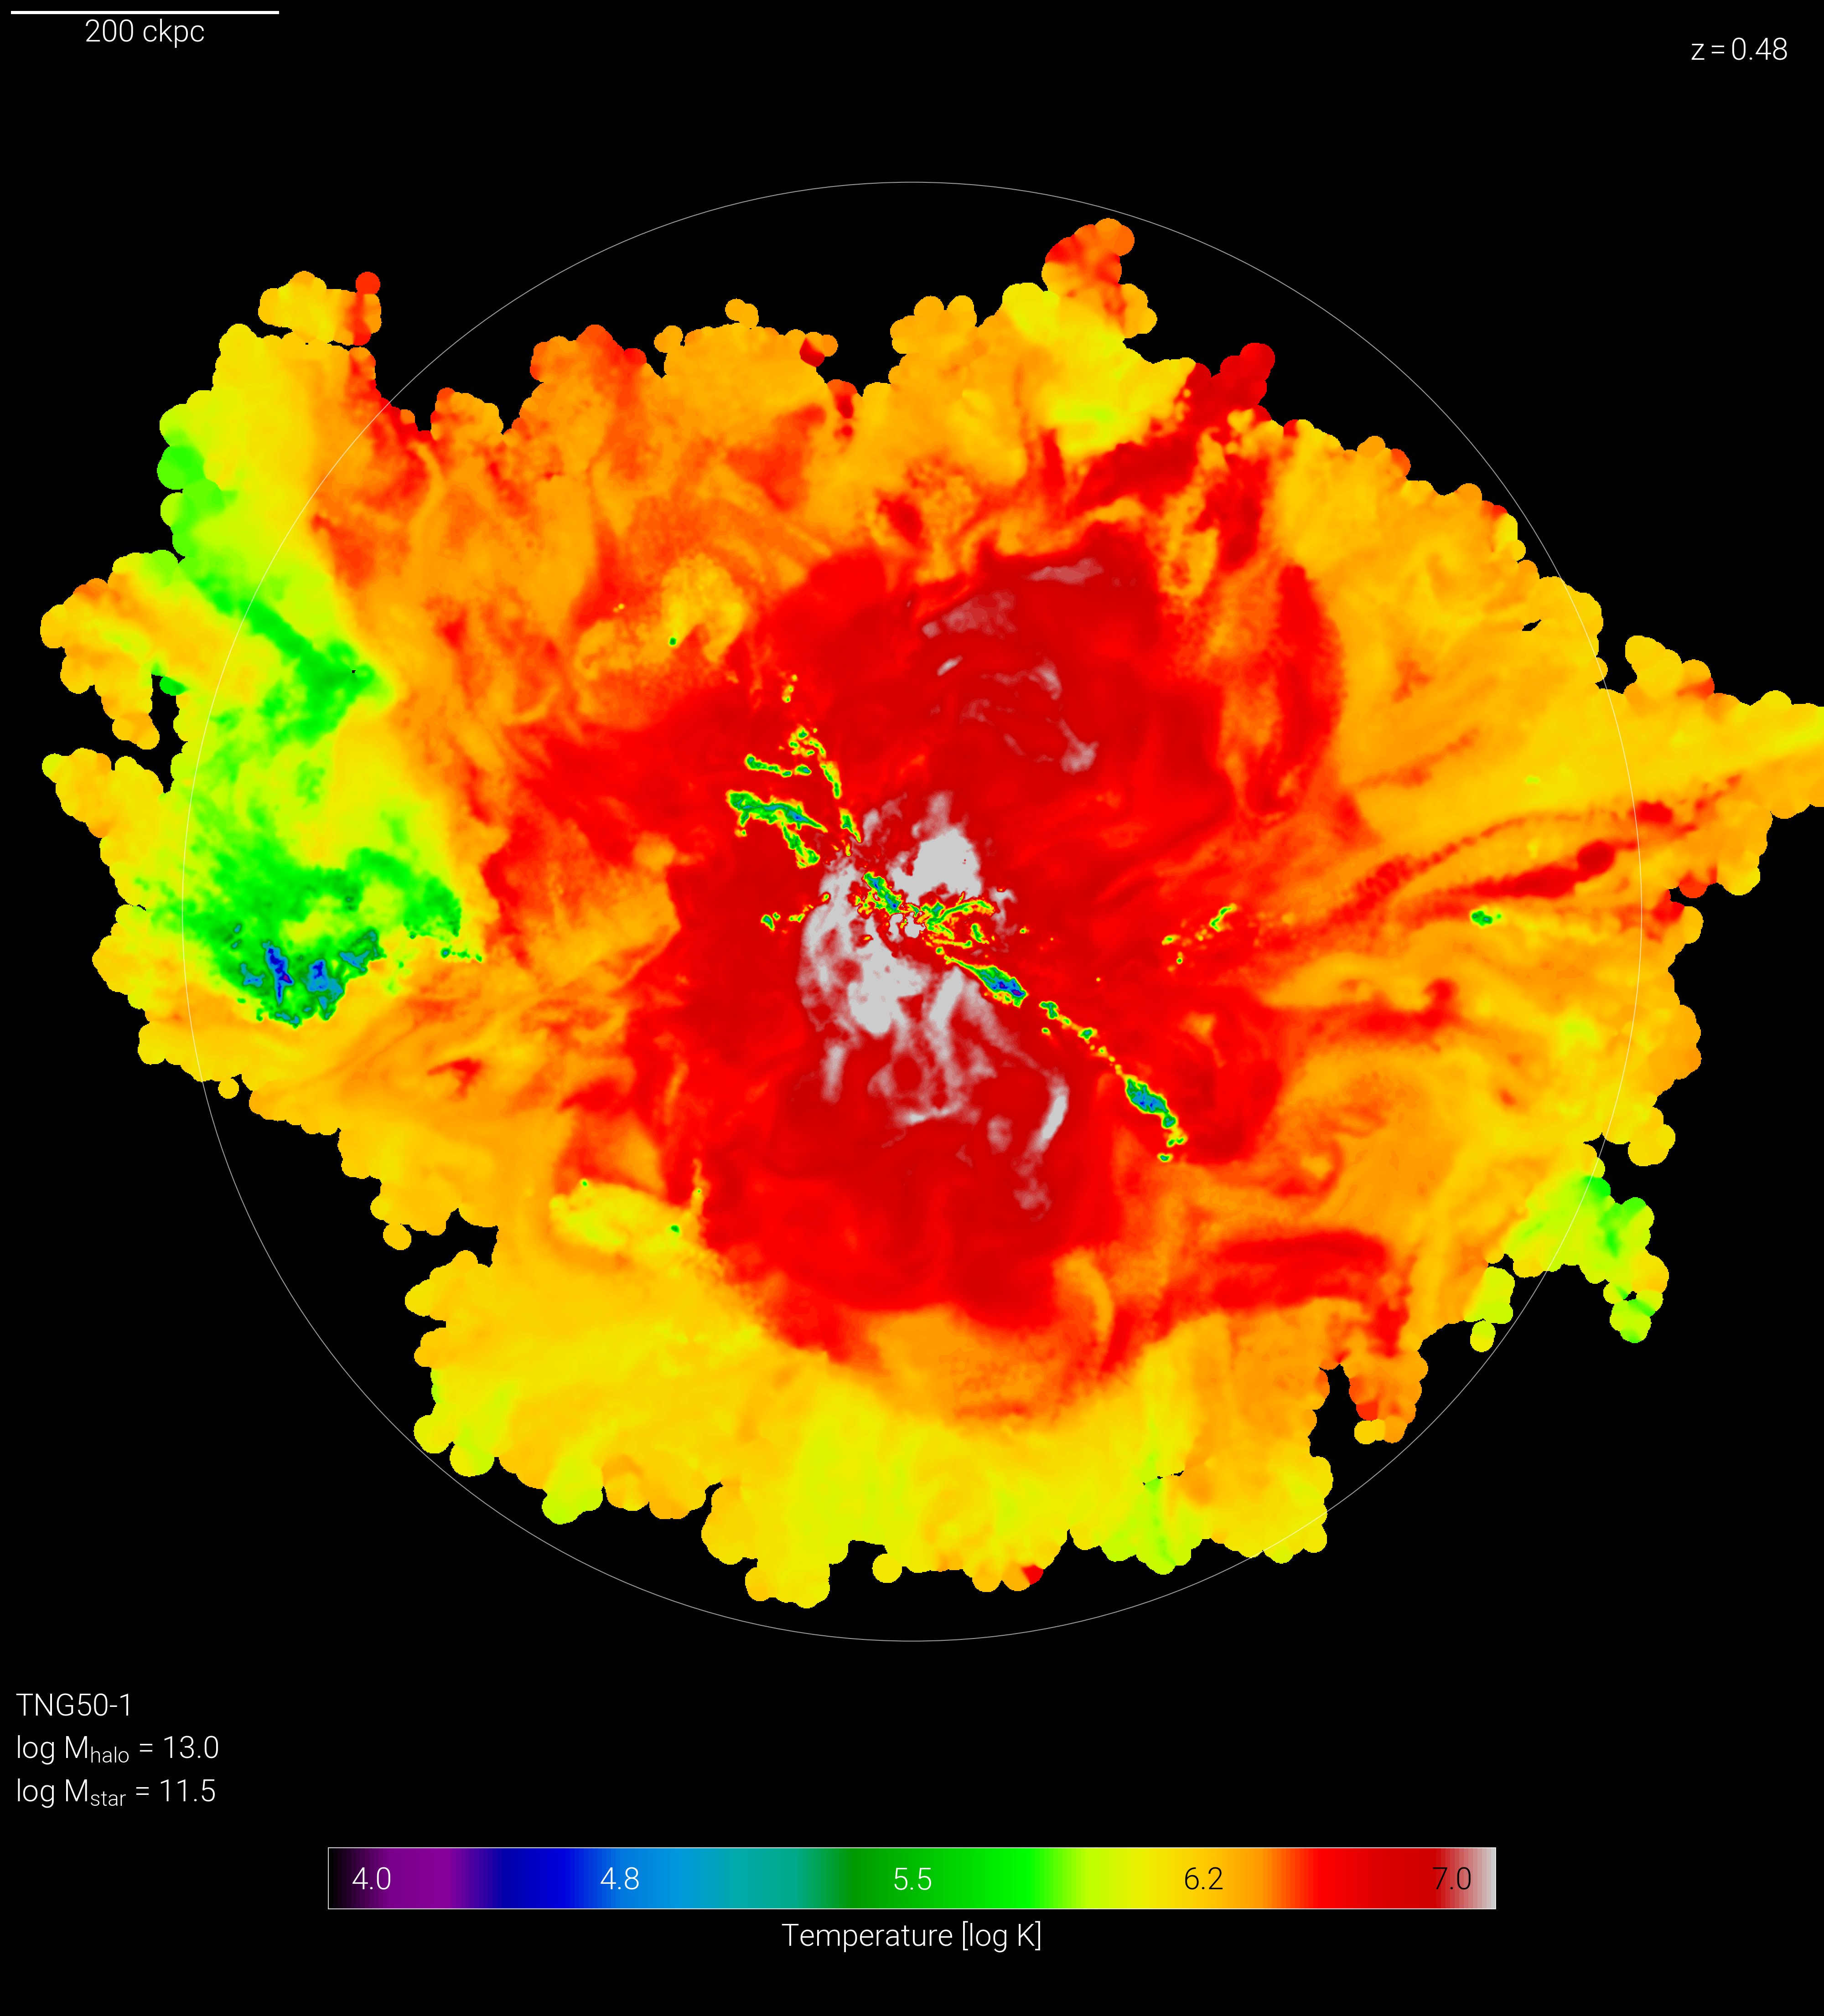 200 ckpc
z = 0.48
TNG50-1
log Mhalo = 13.0
log Mstar = 11.5
4.0 4.8 5.5 6.2 7.0
Temperature [log K]